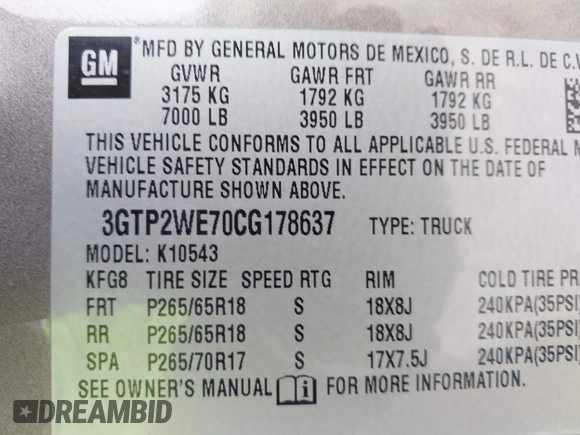 GM
*MFD BY GENERAL MOTORS DE MEXICO, S. DE R.L. DE C.V
GVWR GAWR FRT GAWR RR
3175 KG 1792 KG 1792 KG
7000 LB 3950 LB 3950 LB
THIS VEHICLE CONFORMS TO ALL APPLICABLE U.S. FEDERAL M
VEHICLE SAFETY STANDARDS IN EFFECT ON THE DATE OF
MANUFACTURE SHOWN ABOVE.
3GTP2WE70CG178637 TYPE: TRUCK
MODEL: K10543
KFG8 TIRE SIZE SPEED RTG RIM COLD TIRE PR
FRT P265/65R18 S 18X8J 240KPA(35PSI)
RR P265/65R18 S 18X8J 240KPA(35PSI)
SPA P265/70R17 S 17X7.5J 240KPA(35PSI)
SEE OWNER'S MANUAL i FOR MORE INFORMATION.
DREAMBID